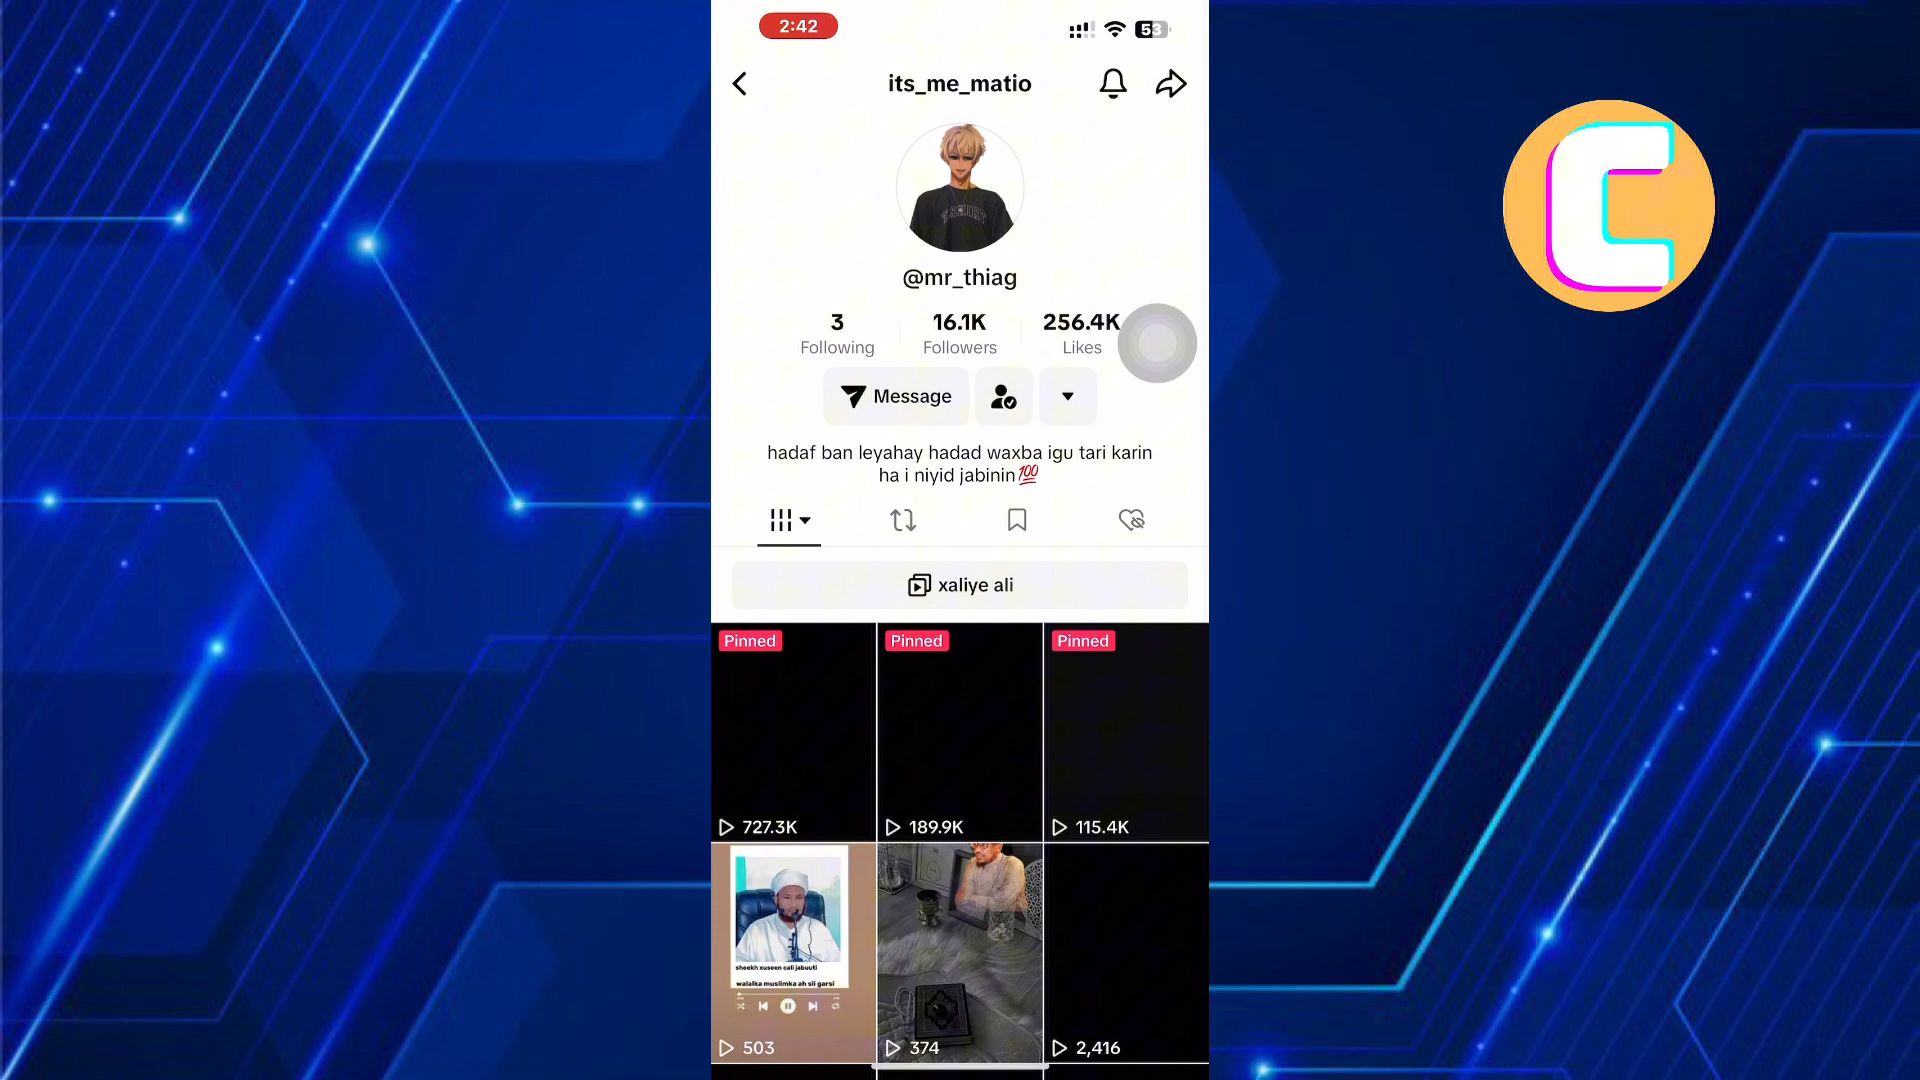 2:42
53
its_me_matio
@mr_thiag
3 16.1K 256.4K
Following Followers Likes
Message
hadaf ban leyahay hadad waxba igu tari karin
ha i niyid jabinin💯
xaliye ali
Pinned Pinned Pinned
727.3K 189.9K 115.4K
sheekh xuseen cali jabuuti
walalka muslimka ah sii garsi
503 374 2,416
C